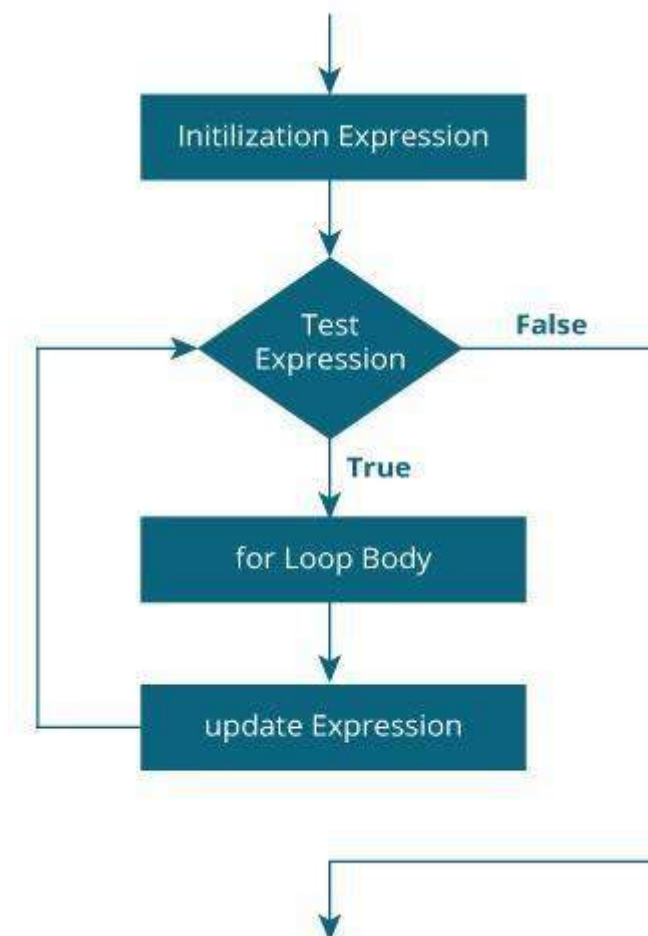 Initilization Expression
Test
Expression
False
True
for Loop Body
update Expression